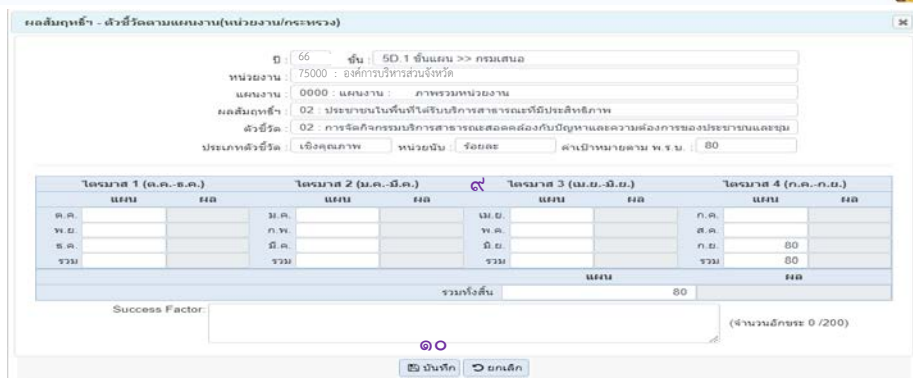 ผลสัมฤทธิ์ฯ - ตัวชี้วัดตามแผนงาน(หน่วยงาน/กระทรวง)
ปี : 66 ขั้น : 5D.1 ขั้นแผน >> กรมเสนอ
หน่วยงาน : 75000 : องค์การบริหารส่วนจังหวัด
แผนงาน : 0000 : แผนงาน : ภาพรวมหน่วยงาน
ผลสัมฤทธิ์ฯ : 02 : ประชาชนในพื้นที่ได้รับบริการสาธารณะที่มีประสิทธิภาพ
ตัวชี้วัด : 02 : การจัดกิจกรรมบริการสาธารณะสอดคล้องกับปัญหาและความต้องการของประชาชนและชุม
ประเภทตัวชี้วัด : เชิงคุณภาพ หน่วยนับ : ร้อยละ ค่าเป้าหมายตาม พ.ร.บ. : 80
ไตรมาส 1 (ต.ค.-ธ.ค.) ไตรมาส 2 (ม.ค.-มี.ค.) ๙ ไตรมาส 3 (เม.ย.-มิ.ย.) ไตรมาส 4 (ก.ค.-ก.ย.)
แผน ผล แผน ผล แผน ผล แผน ผล
ต.ค. ม.ค. เม.ย. ก.ค.
พ.ย. ก.พ. พ.ค. ส.ค.
ธ.ค. มี.ค. มิ.ย. ก.ย. 80
รวม รวม รวม รวม 80
แผน ผล
รวมทั้งสิ้น 80
Success Factor:
(จำนวนอักขระ 0 /200)
๑๐
บันทึก ยกเลิก